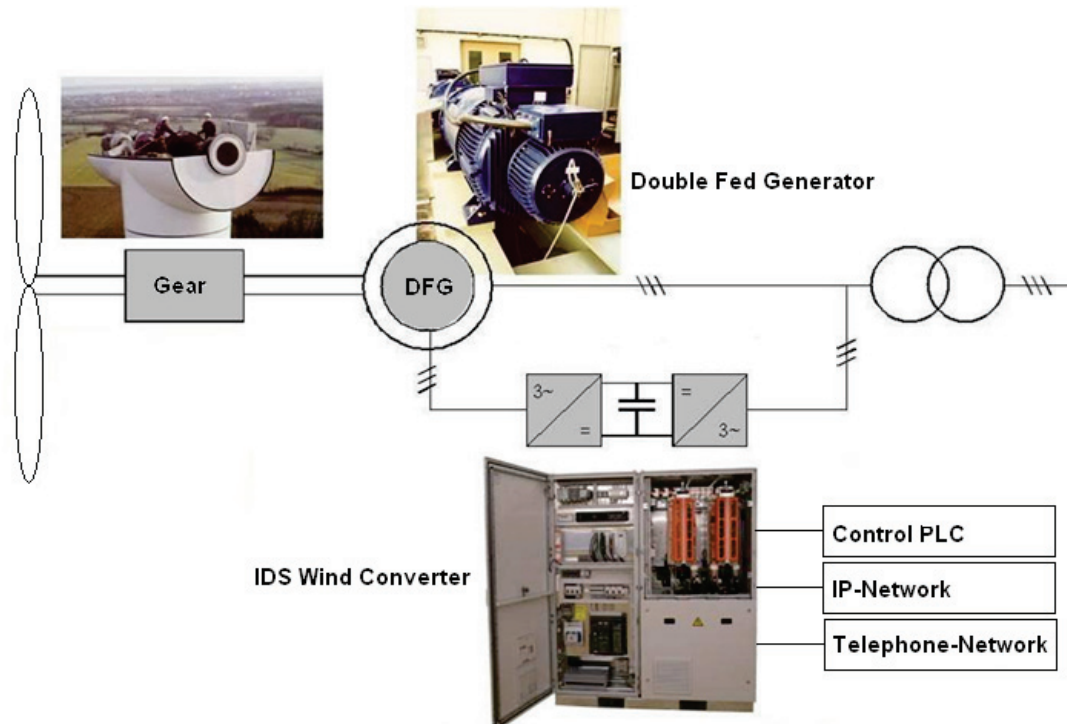 Double Fed Generator
Gear
DFG
3~
=
=
3~
IDS Wind Converter
Control PLC
IP-Network
Telephone-Network